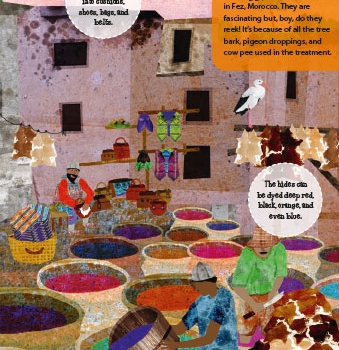 into cushions,
shoes, bags, and
belts.
in Fez, Morocco. They are
fascinating but, boy, do they
reek! It's because of all the tree
bark, pigeon droppings, and
cow pee used in the treatment.
The hides can
be dyed deep red,
black, orange, and
even blue.